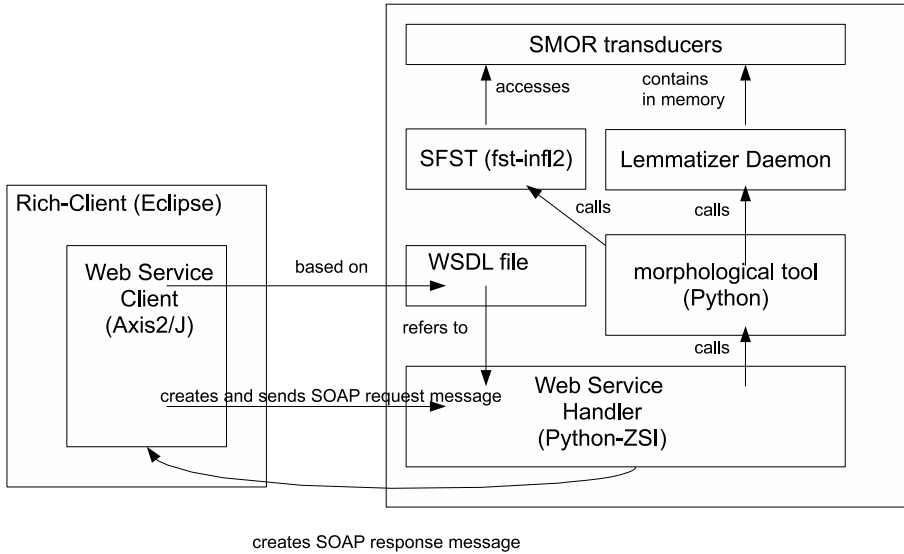 SMOR transducers
accesses
contains
in memory
SFST (fst-infl2)
Lemmatizer Daemon
calls
calls
Rich-Client (Eclipse)
Web Service
Client
(Axis2/J)
based on
WSDL file
morphological tool
(Python)
refers to
calls
creates and sends SOAP request message
Web Service
Handler
(Python-ZSI)
creates SOAP response message